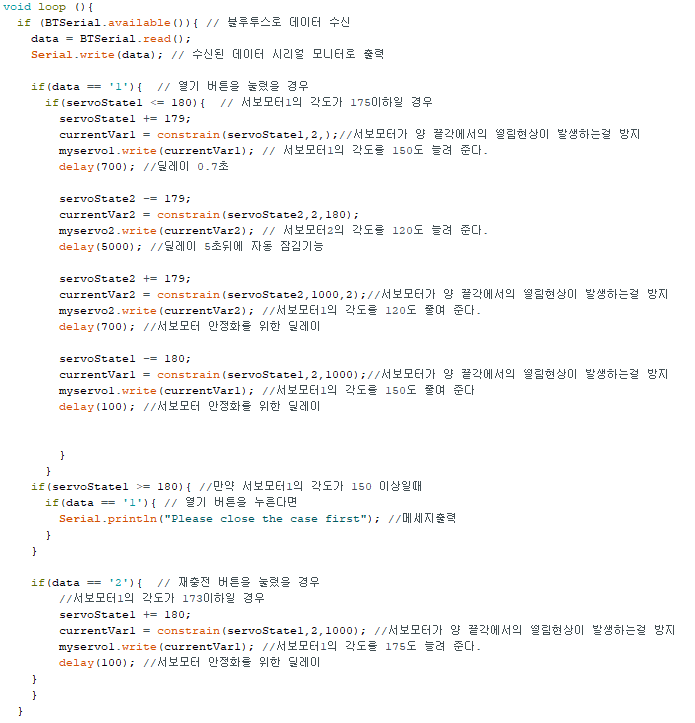 void loop (){
  if (BTSerial.available()){ // 블루투스로 데이터 수신
    data = BTSerial.read();
    Serial.write(data); // 수신된 데이터 시리얼 모니터로 출력

    if(data == '1'){  // 열기 버튼을 눌렀을 경우
      if(servoState1 <= 180){  // 서보모터1의 각도가 175이하일 경우
        servoState1 += 179;
        currentVar1 = constrain(servoState1,2,);//서보모터가 양 끝각에서의 떨림현상이 발생하는걸 방지
        myservo1.write(currentVar1); // 서보모터1의 각도를 150도 늘려 준다.
        delay(700); //딜레이 0.7초

        servoState2 -= 179;
        currentVar2 = constrain(servoState2,2,180);
        myservo2.write(currentVar2); // 서보모터2의 각도를 120도 늘려 준다.
        delay(5000); //딜레이 5초뒤에 자동 잠김기능

        servoState2 += 179;
        currentVar2 = constrain(servoState2,1000,2);//서보모터가 양 끝각에서의 떨림현상이 발생하는걸 방지
        myservo2.write(currentVar2); //서보모터1의 각도를 120도 줄여 준다.
        delay(700); //서보모터 안정화을 위한 딜레이

        servoState1 -= 180;
        currentVar1 = constrain(servoState1,2,1000);//서보모터가 양 끝각에서의 떨림현상이 발생하는걸 방지
        myservo1.write(currentVar1); //서보모터1의 각도를 150도 줄여 준다
        delay(100); //서보모터 안정화을 위한 딜레이


        }
      }
    if(servoState1 >= 180){ //만약 서보모터1의 각도가 150 이상일때
      if(data == '1'){ // 열기 버튼을 누른다면
        Serial.println("Please close the case first"); //메세지출력
      }
    }

    if(data == '2'){  // 재충전 버튼을 눌렀을 경우
        //서보모터1의 각도가 173이하일 경우
        servoState1 += 180;
        currentVar1 = constrain(servoState1,2,1000); //서보모터가 양 끝각에서의 떨림현상이 발생하는걸 방지
        myservo1.write(currentVar1); //서보모터1의 각도를 175도 늘려 준다.
        delay(100); //서보모터 안정화을 위한 딜레이
    }
    }
  }